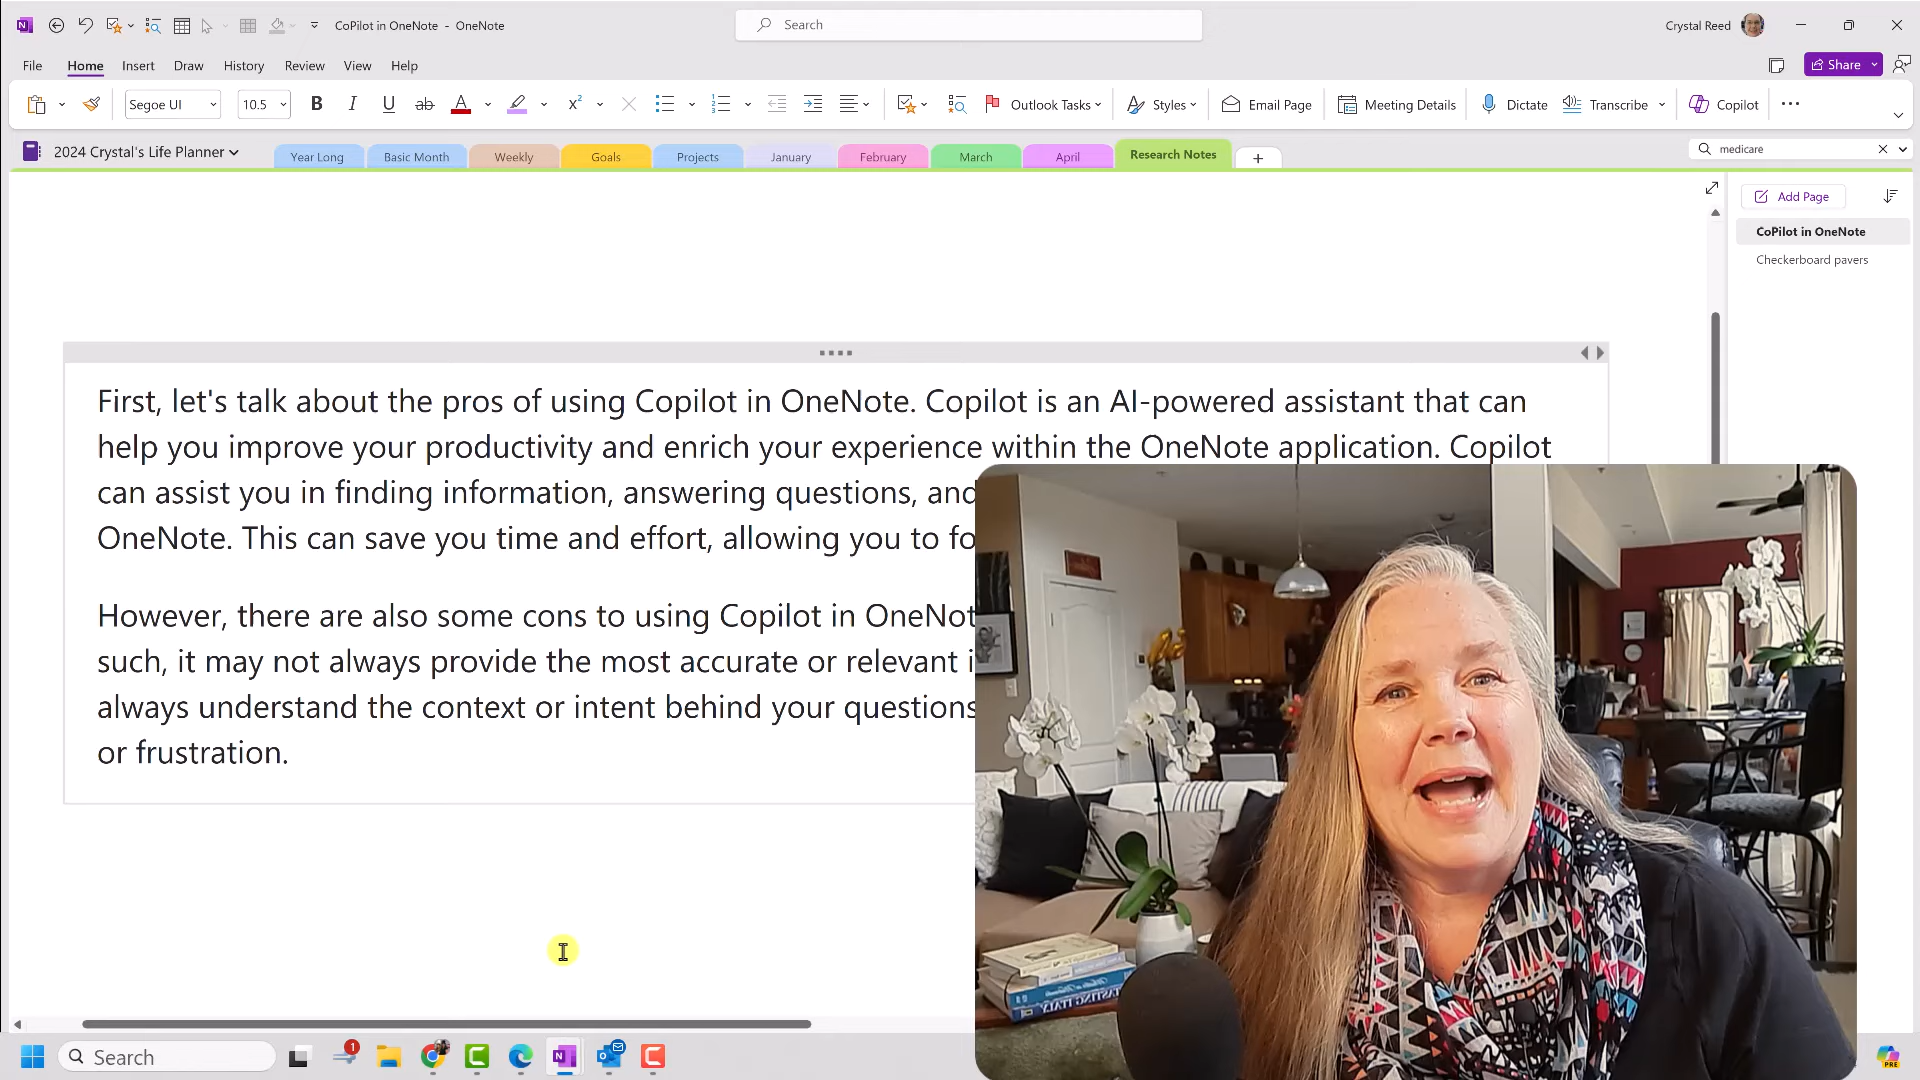 CoPilot in OneNote - OneNote
Search
Crystal Reed
File Home Insert Draw History Review View Help
Share
Segoe UI 10.5 B I U ab A x² Outlook Tasks Styles Email Page Meeting Details Dictate Transcribe Copilot
2024 Crystal's Life Planner Year Long Basic Month Weekly Goals Projects January February March April Research Notes +
medicare
Add Page
CoPilot in OneNote
Checkerboard pavers
First, let's talk about the pros of using Copilot in OneNote. Copilot is an AI-powered assistant that can
help you improve your productivity and enrich your experience within the OneNote application. Copilot
can assist you in finding information, answering questions, and
OneNote. This can save you time and effort, allowing you to fo
However, there are also some cons to using Copilot in OneNot
such, it may not always provide the most accurate or relevant i
always understand the context or intent behind your questions
or frustration.
Search
1
PRE